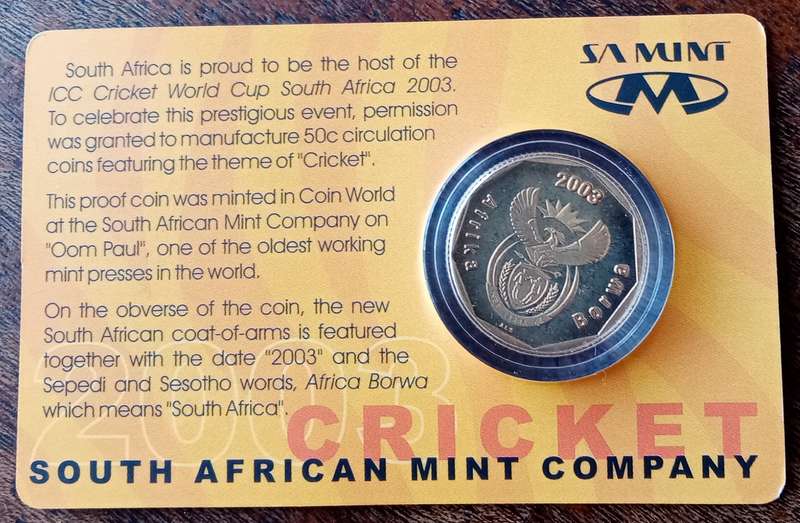 South Africa is proud to be the host of the
ICC Cricket World Cup South Africa 2003.
To celebrate this prestigious event, permission
was granted to manufacture 50c circulation
coins featuring the theme of "Cricket".
This proof coin was minted in Coin World
at the South African Mint Company on
"Oom Paul", one of the oldest working
mint presses in the world.
On the obverse of the coin, the new
South African coat-of-arms is featured
together with the date "2003" and the
Sepedi and Sesotho words, Africa Borwa
which means "South Africa".
SA MINT
M
2003
Afrika
Borwa
2003
CRICKET
SOUTH AFRICAN MINT COMPANY